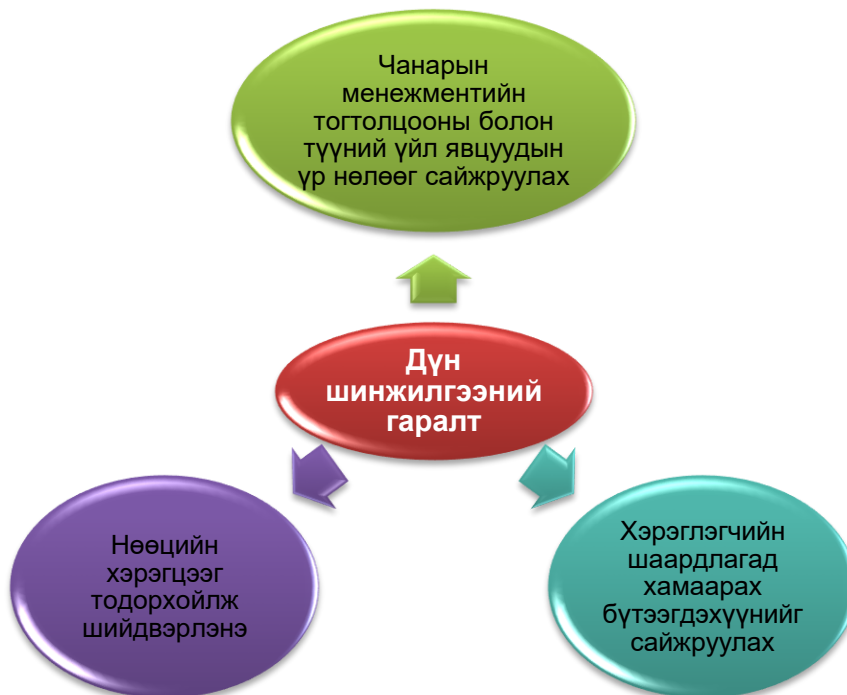 Чанарын
менежментийн
тогтолцооны болон
түүний үйл явцуудын
үр нөлөөг сайжруулах
Дүн
шинжилгээний
гаралт
Нөөцийн
хэрэгцээг
тодорхойлж
шийдвэрлэнэ
Хэрэглэгчийн
шаардлагад
хамаарах
бүтээгдэхүүнийг
сайжруулах